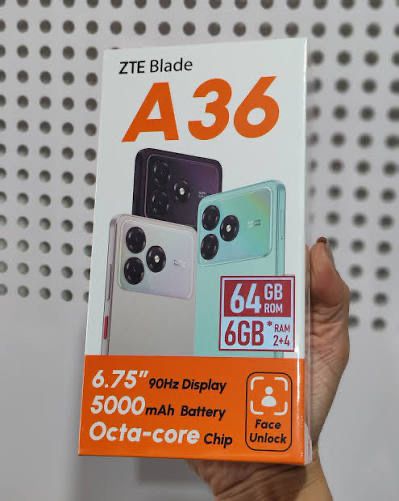 ZTE Blade
A36
64 GB ROM
6GB* RAM 2+4
6.75" 90Hz Display
5000mAh Battery
Octa-core Chip
Face
Unlock